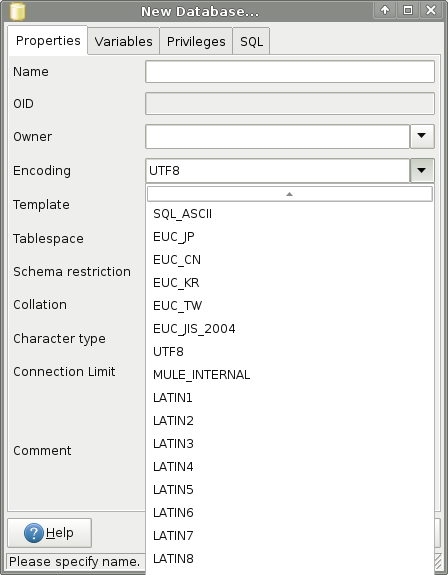 New Database...
Properties Variables Privileges SQL
Name
OID
Owner
Encoding UTF8
Template
SQL_ASCII
EUC_JP
Tablespace
EUC_CN
Schema restriction
EUC_KR
Collation
EUC_TW
EUC_JIS_2004
Character type
UTF8
Connection Limit
MULE_INTERNAL
LATIN1
LATIN2
LATIN3
Comment
LATIN4
LATIN5
LATIN6
LATIN7
Help
LATIN8
Please specify name.